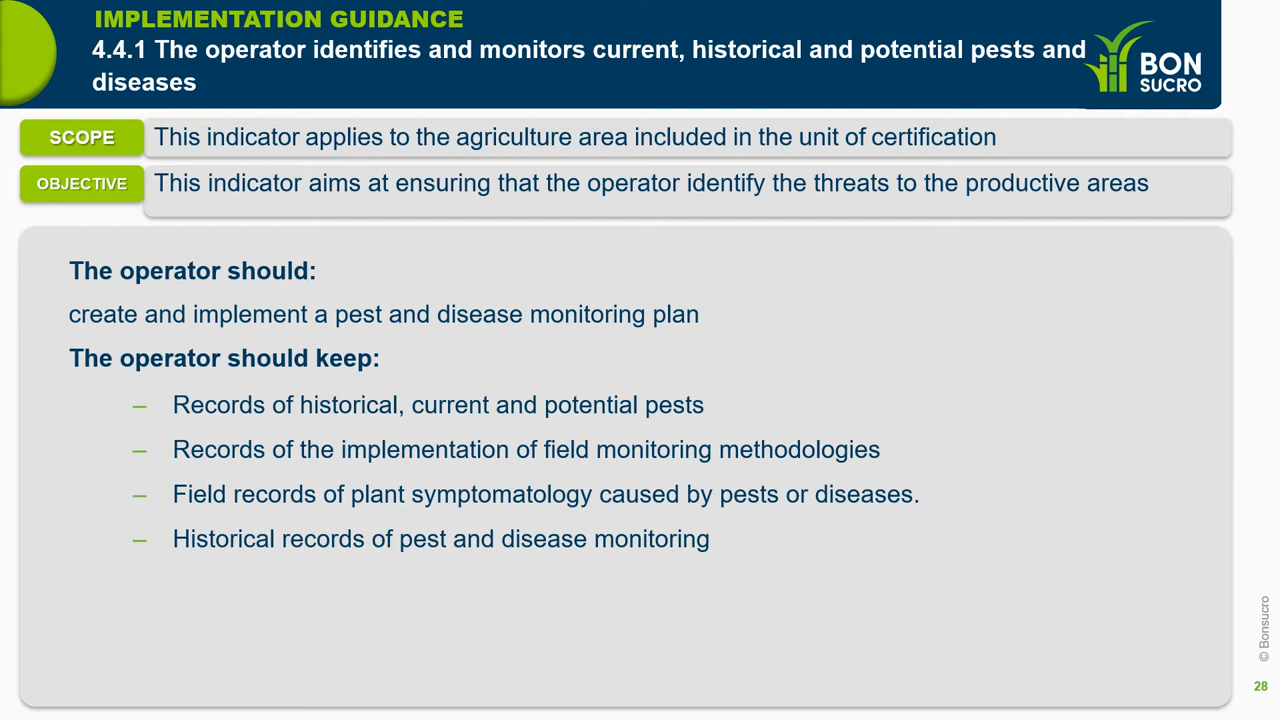 IMPLEMENTATION GUIDANCE
4.4.1 The operator identifies and monitors current, historical and potential pests and
diseases
BON
SUCRO
SCOPE
This indicator applies to the agriculture area included in the unit of certification
OBJECTIVE
This indicator aims at ensuring that the operator identify the threats to the productive areas
The operator should:
create and implement a pest and disease monitoring plan
The operator should keep:
– Records of historical, current and potential pests
– Records of the implementation of field monitoring methodologies
– Field records of plant symptomatology caused by pests or diseases.
– Historical records of pest and disease monitoring
© Bonsucro
28